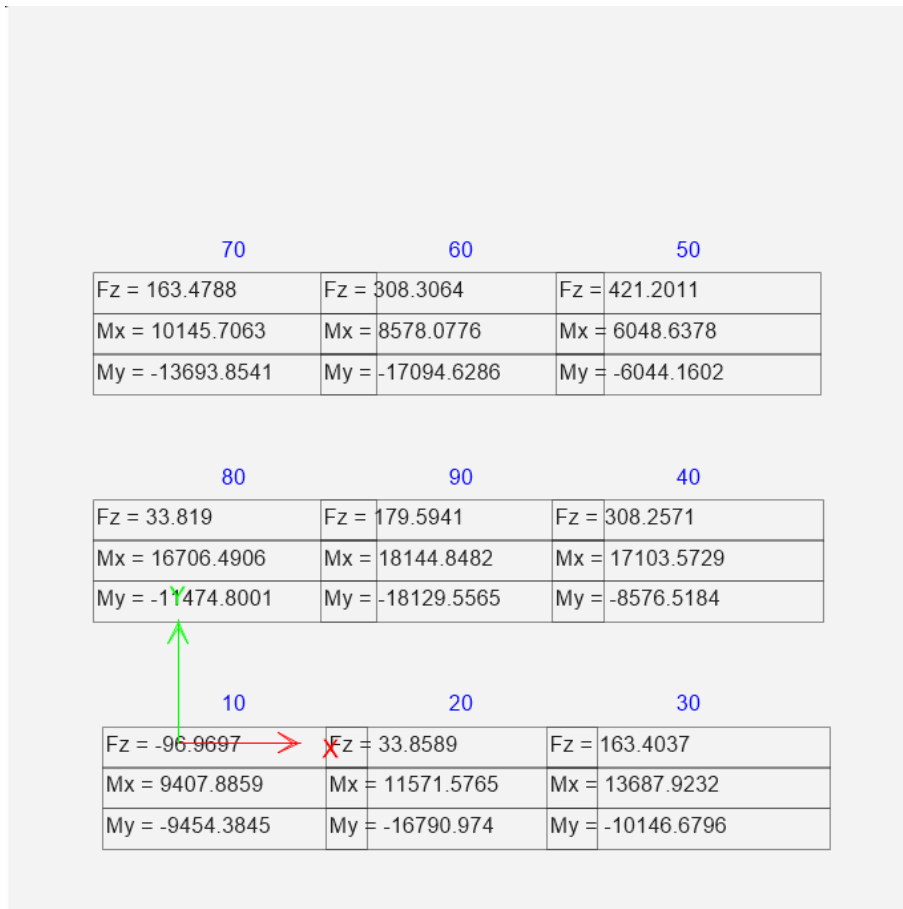 70 60 50
Fz = 163.4788 Fz = 308.3064 Fz = 421.2011
Mx = 10145.7063 Mx = 8578.0776 Mx = 6048.6378
My = -13693.8541 My = -17094.6286 My = -6044.1602
80 90 40
Fz = 33.819 Fz = 179.5941 Fz = 308.2571
Mx = 16706.4906 Mx = 18144.8482 Mx = 17103.5729
My = -11474.8001 My = -18129.5565 My = -8576.5184
Y
10 20 30
Fz = -96.9697 X Fz = 33.8589 Fz = 163.4037
Mx = 9407.8859 Mx = 11571.5765 Mx = 13687.9232
My = -9454.3845 My = -16790.974 My = -10146.6796